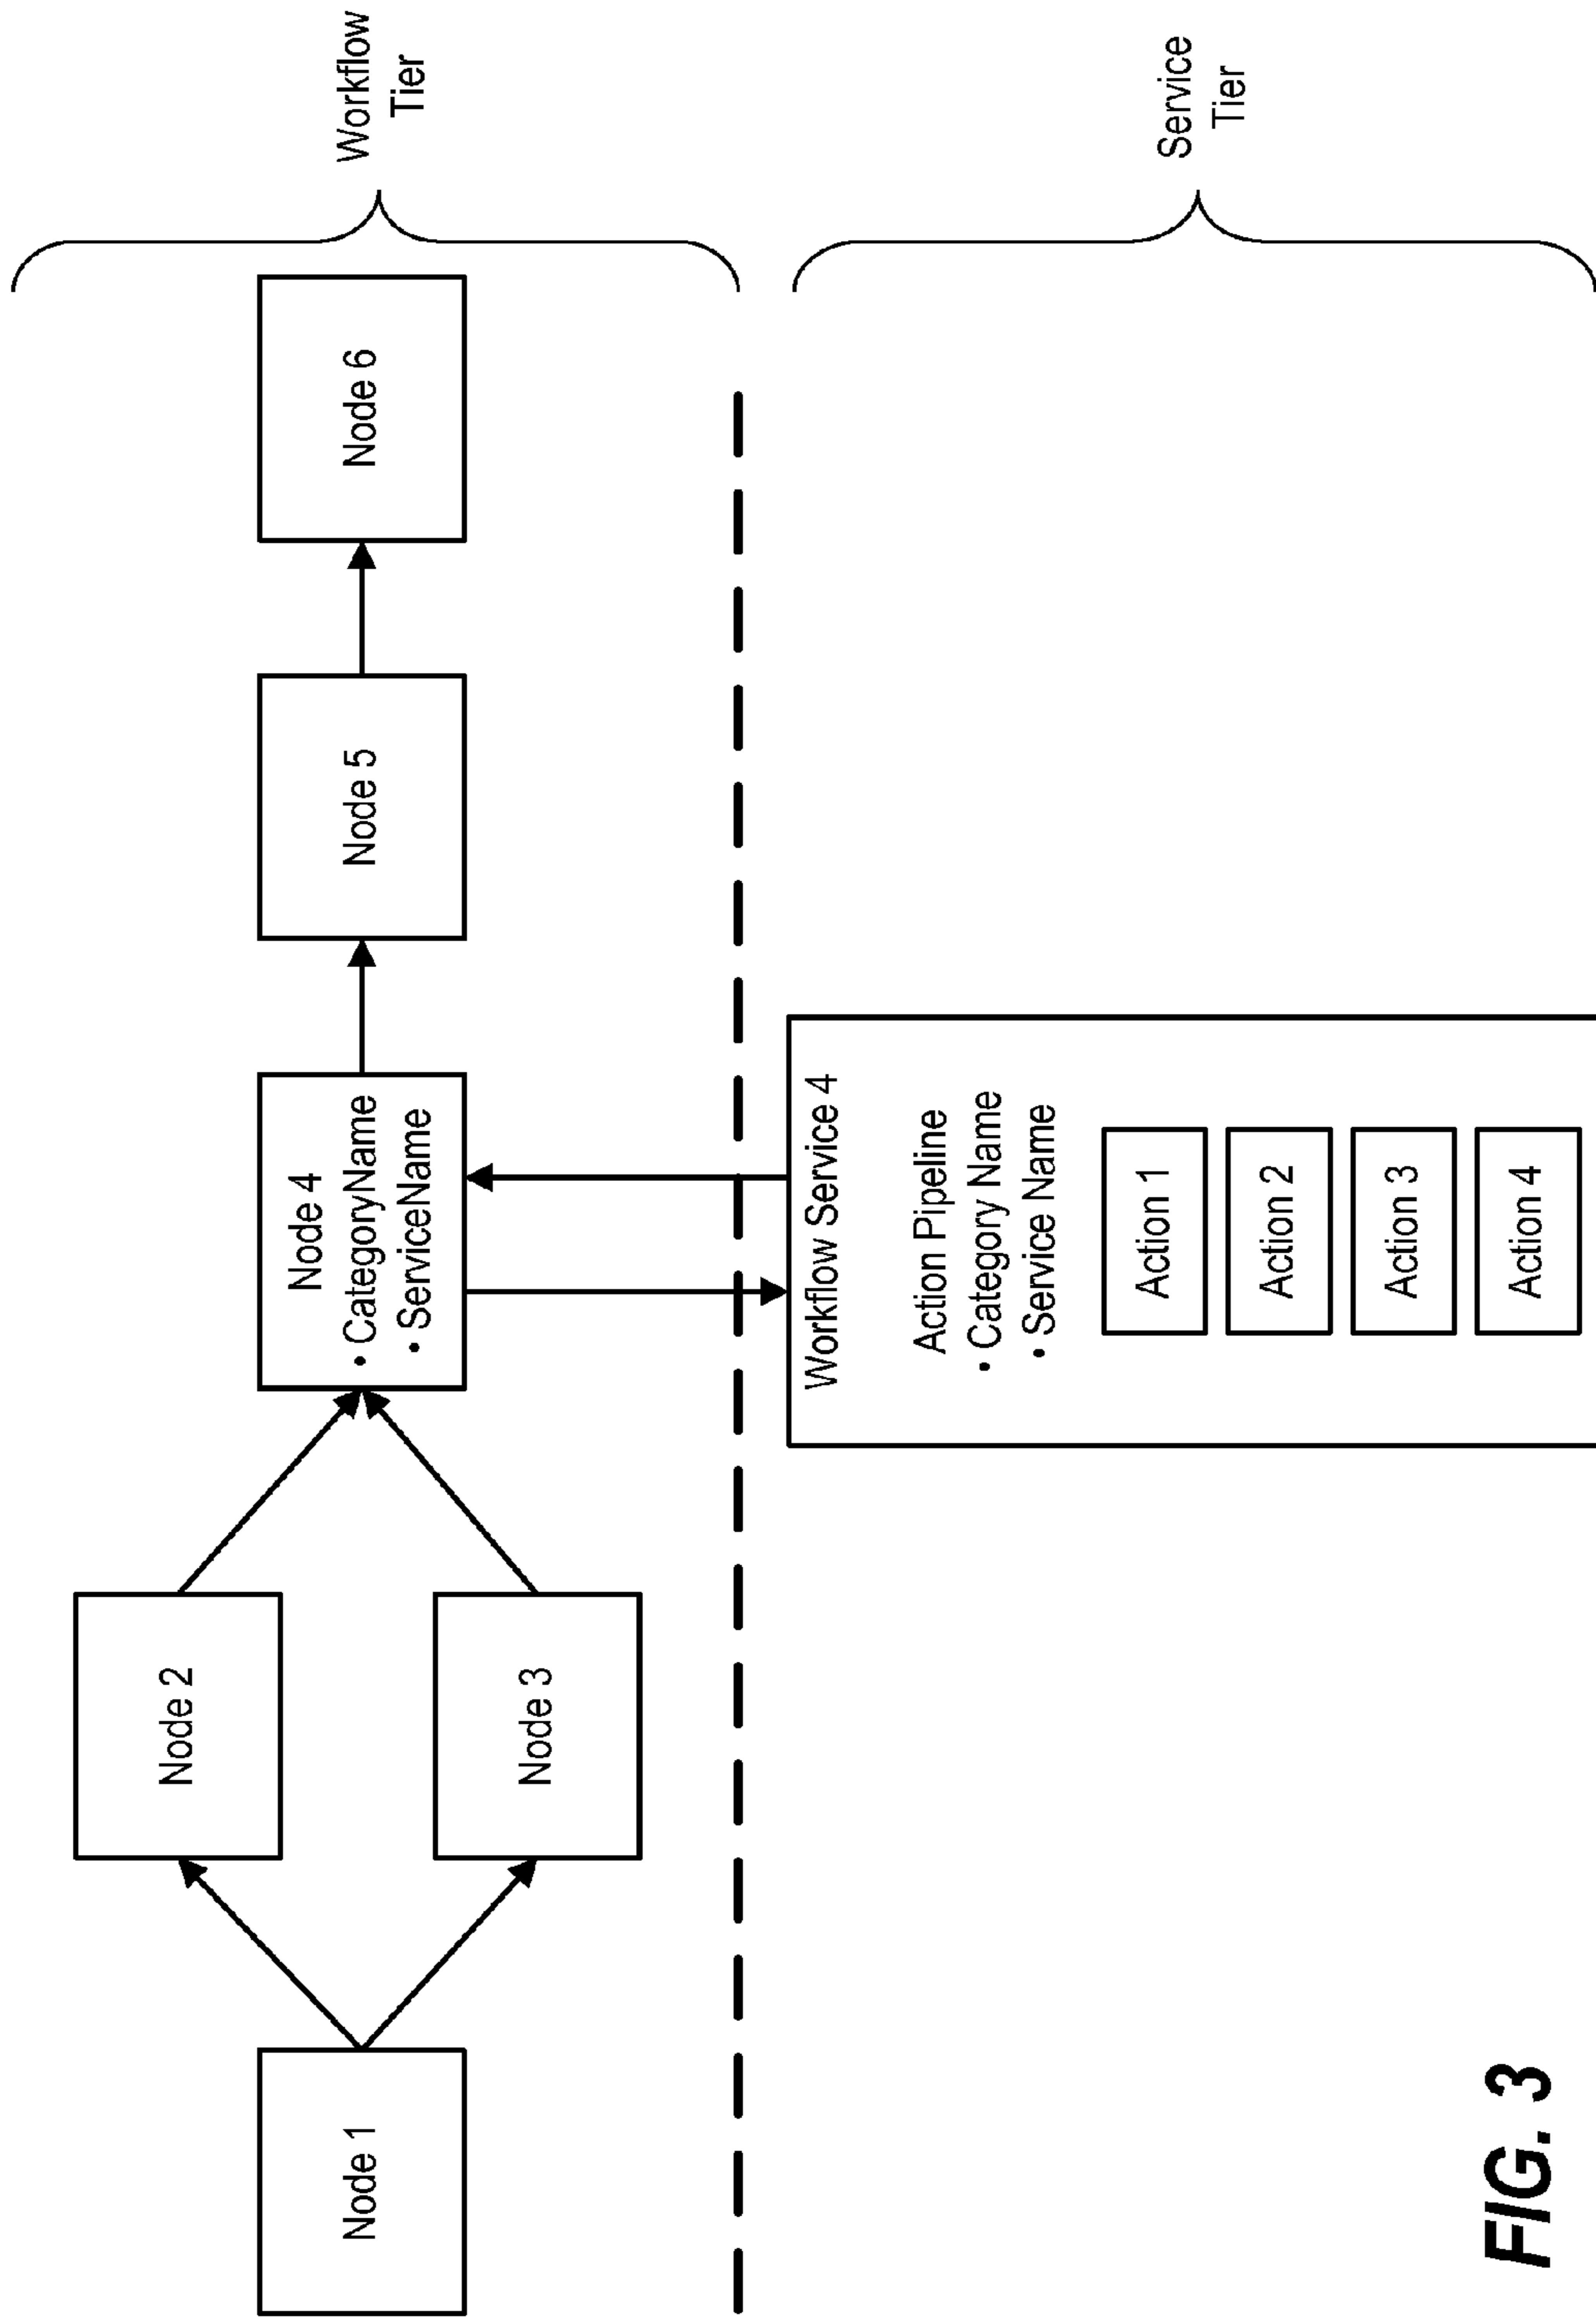 Node 1
Node 2
Node 3
Node 4
• CategoryName
• ServiceName
Node 5
Node 6
Workflow
Tier
Workflow Service 4
Action Pipeline
• Category Name
• Service Name
Action 1
Action 2
Action 3
Action 4
Service
Tier
FIG. 3